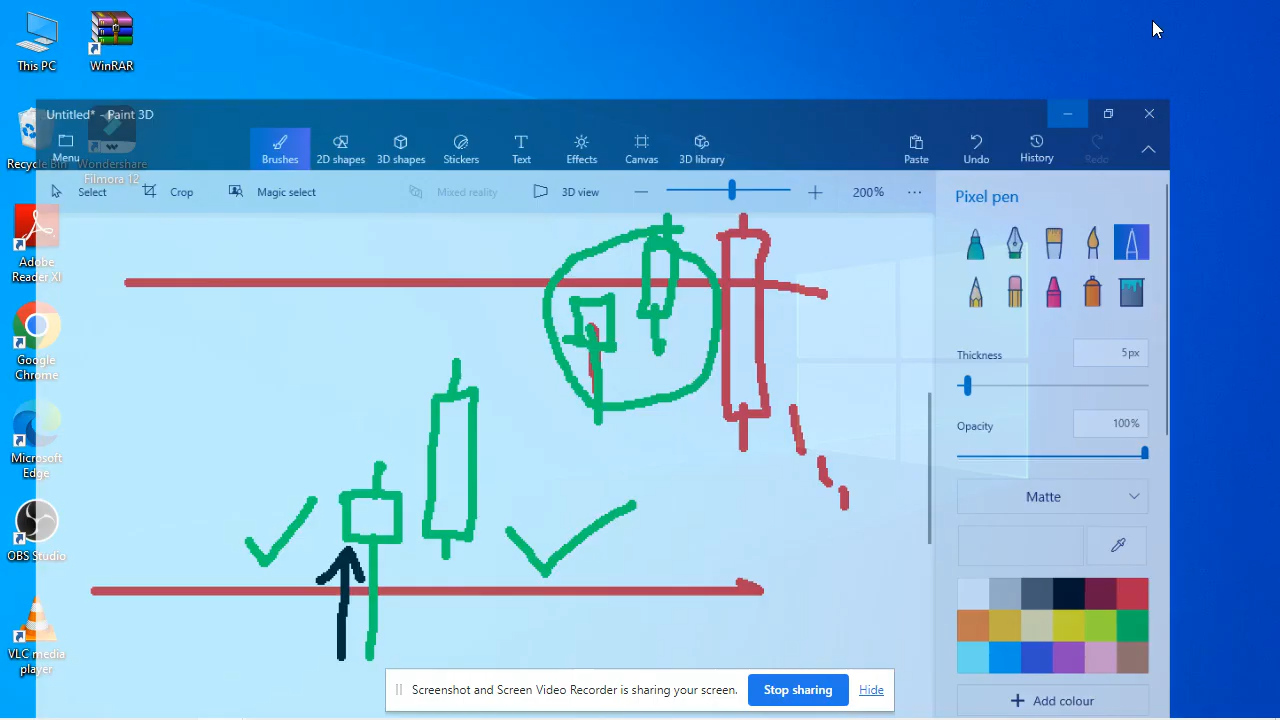 This PC
WinRAR
Untitled* - Paint 3D
Menu
Brushes
2D shapes
3D shapes
Stickers
Text
Effects
Canvas
3D library
Paste
Undo
History
Redo
Recycle Bin
Wondershare
Filmora 12
Select
Crop
Magic select
Mixed reality
3D view
200%
Pixel pen
Adobe
Reader XI
Google
Chrome
Thickness
5px
Opacity
100%
Microsoft
Edge
Matte
OBS Studio
VLC media
player
Screenshot and Screen Video Recorder is sharing your screen.
Stop sharing
Hide
Add colour